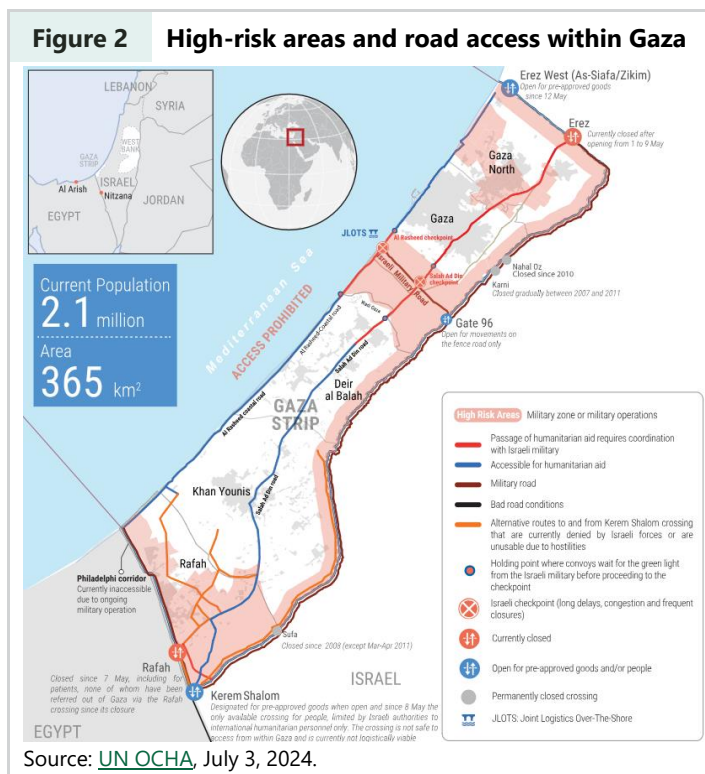 Figure 2 High-risk areas and road access within Gaza
LEBANON
SYRIA
WEST
BANK
GAZA
STRIP
ISRAEL
Al Arish
Nitzana
JORDAN
EGYPT
Erez West (As-Siafa/Zikim)
Open for pre-approved goods
since 12 May
Erez
Currently closed after
opening from 1 to 9 May
Gaza
North
Gaza
JLOTS
Al Rasheed checkpoint
Israeli Military Road
Salah Ad Din
checkpoint
Nahal Oz
Closed since 2010
Karni
Closed gradually between 2007 and 2011
Wadi Gaza
Gate 96
Open for movements on
the fence road only
Current Population
2.1 million
Area
365 km²
Mediterranean Sea
ACCESS PROHIBITED
Al Rasheed-Coastal road
Salah Ad Din road
Deir
al Balah
GAZA
STRIP
Al Rasheed coastal road
Salah Ad Din road
Khan Younis
Rafah
Philadelphi corridor
Currently inaccessible
due to ongoing
military operation
Sufa
Closed since 2008 (except Mar-Apr 2011)
Rafah
Closed since 7 May, including for
patients, none of whom have been
referred out of Gaza via the Rafah
crossing since its closure
Kerem Shalom
Designated for pre-approved goods when open and since 8 May the
only available crossing for people, limited by Israeli authorities to
international humanitarian personnel only. The crossing is not safe to
access from within Gaza and is currently not logistically viable
ISRAEL
EGYPT
High Risk Areas Military zone or military operations
Passage of humanitarian aid requires coordination
with Israeli military
Accessible for humanitarian aid
Military road
Bad road conditions
Alternative routes to and from Kerem Shalom crossing
that are currently denied by Israeli forces or are
unusable due to hostilities
Holding point where convoys wait for the green light
from the Israeli military before proceeding to the
checkpoint
Israeli checkpoint (long delays, congestion and frequent
closures)
Currently closed
Open for pre-approved goods and/or people
Permanently closed crossing
JLOTS: Joint Logistics Over-The-Shore
Source: UN OCHA, July 3, 2024.